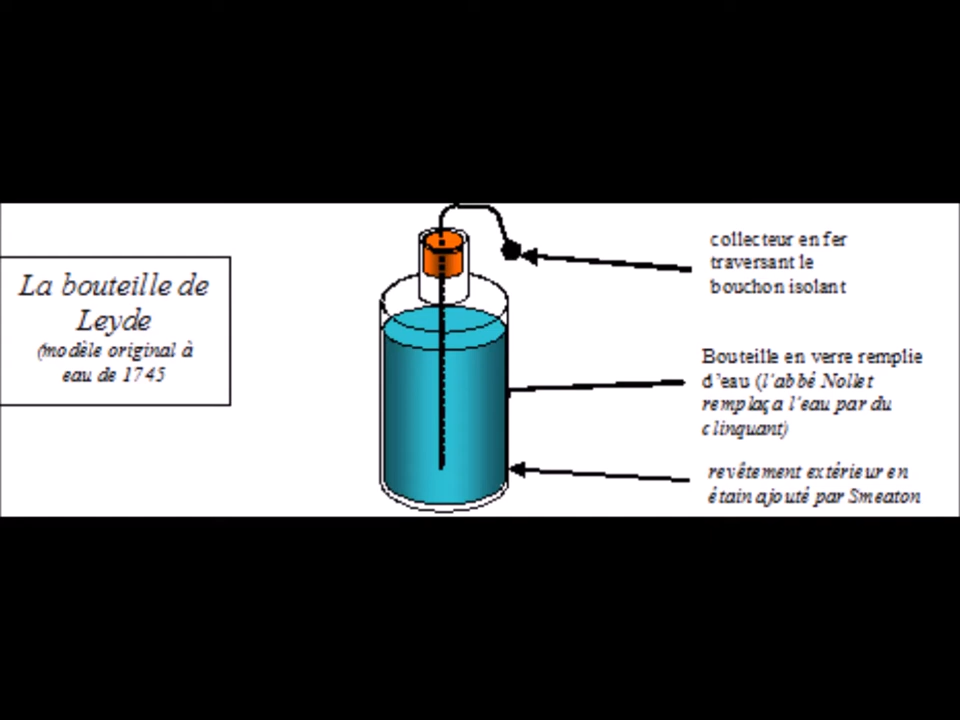 La bouteille de
Leyde
(modèle original à
eau de 1745
collecteur en fer
traversant le
bouchon isolant
Bouteille en verre remplie
d'eau (l'abbé Nollet
remplaça l'eau par du
clinquant)
revêtement extérieur en
étain ajouté par Smeaton